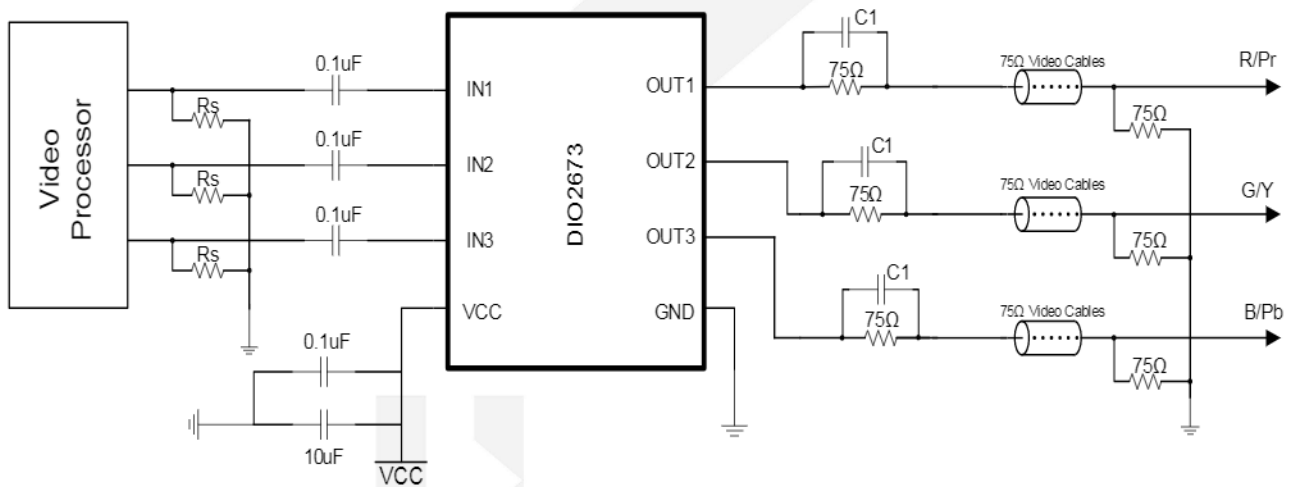 Video
Processor
Rs
Rs
Rs
0.1uF
0.1uF
0.1uF
IN1
IN2
IN3
VCC
DIO2673
OUT1
OUT2
OUT3
GND
0.1uF
10uF
VCC
C1
75Ω
75Ω Video Cables
75Ω
R/Pr
C1
75Ω
75Ω Video Cables
75Ω
G/Y
C1
75Ω
75Ω Video Cables
75Ω
B/Pb